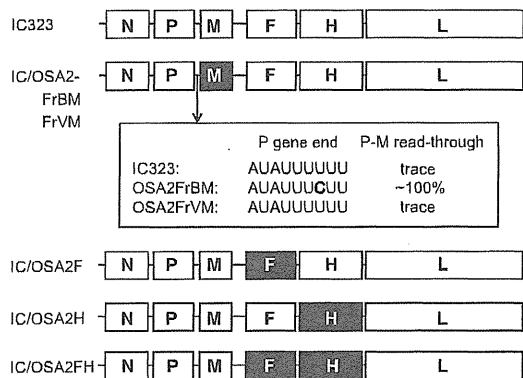 IC323 N P M F H L
IC/OSA2- N P M F H L
FrBM
FrVM
P gene end P-M read-through
IC323: AUAUUUUUU trace
OSA2FrBM: AUAUUUCUU ~100%
OSA2FrVM: AUAUUUUUU trace
IC/OSA2F N P M F H L
IC/OSA2H N P M F H L
IC/OSA2FH N P M F H L